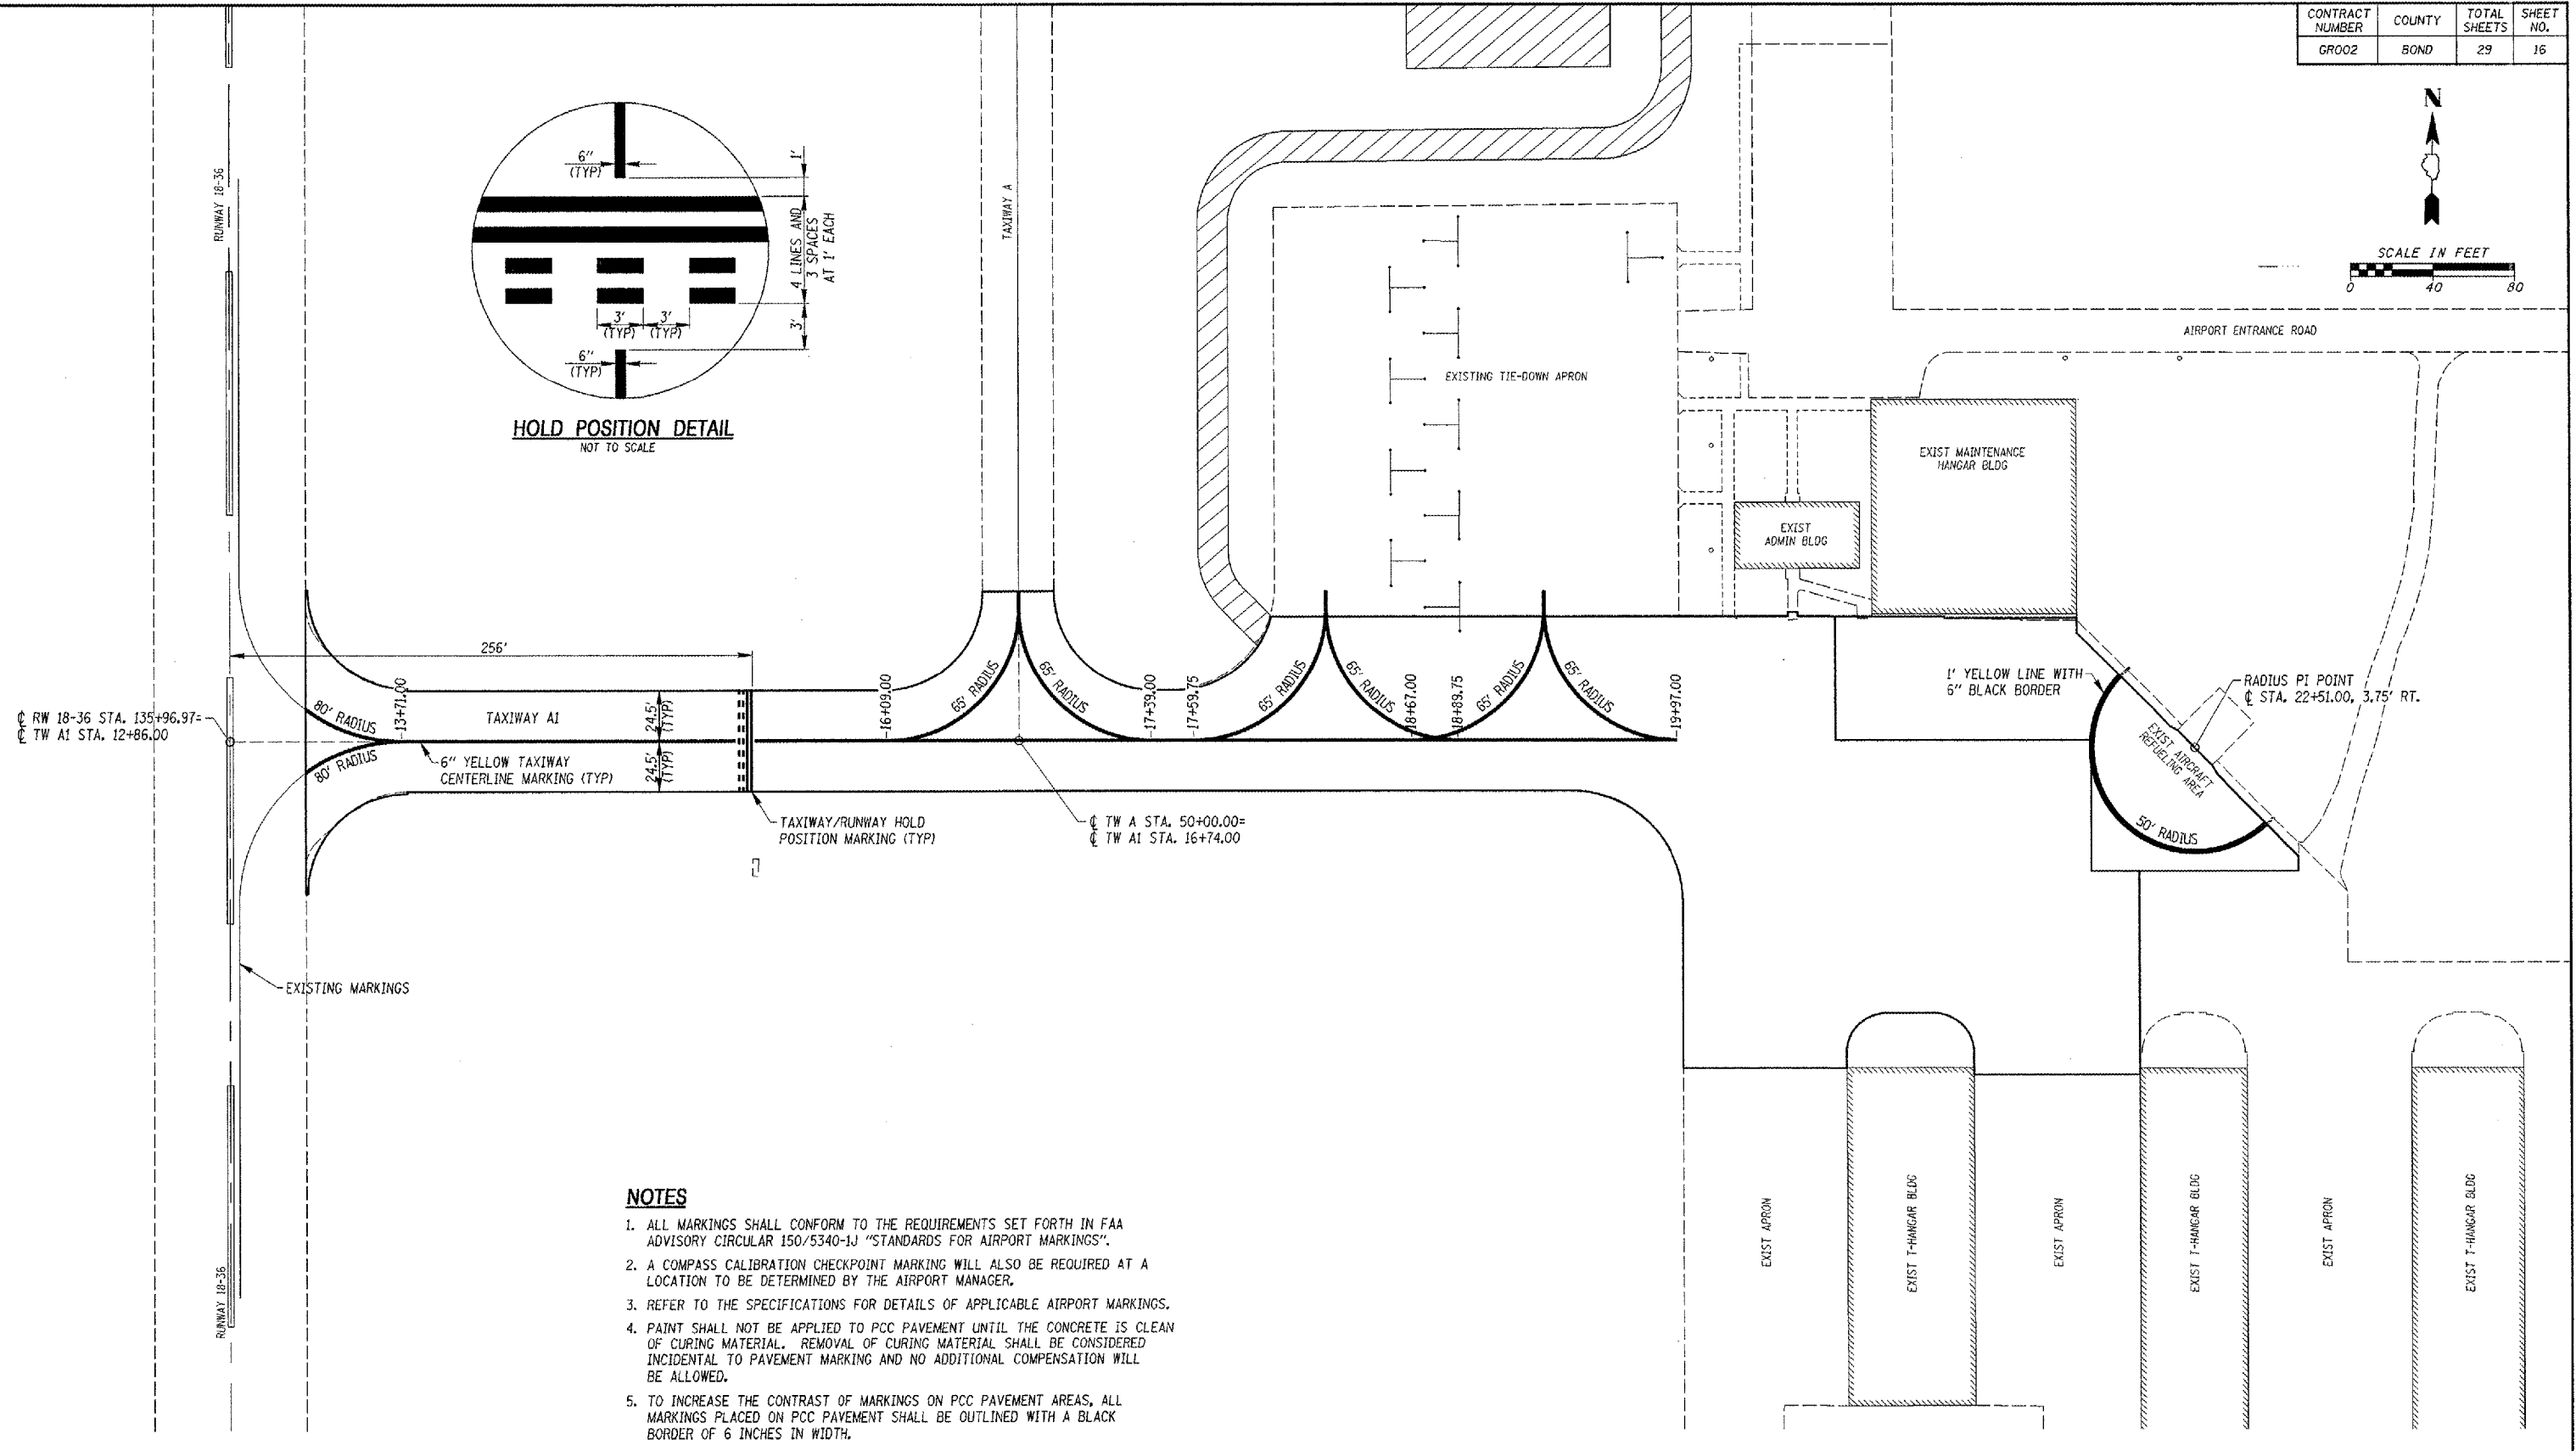 CONTRACT NUMBER
COUNTY
TOTAL SHEETS
SHEET NO.
GR002
BOND
29
16
N
SCALE IN FEET
0 40 80
RUNWAY 18-36
6"
(TYP)
1'
4 LINES AND
3 SPACES
AT 1' EACH
3'
(TYP)
3'
(TYP)
3'
6"
(TYP)
HOLD POSITION DETAIL
NOT TO SCALE
TAXIWAY A
EXISTING TIE-DOWN APRON
AIRPORT ENTRANCE ROAD
EXIST MAINTENANCE
HANGAR BLDG
EXIST
ADMIN BLDG
256'
℄ RW 18-36 STA. 135+96.97=
℄ TW A1 STA. 12+86.00
80' RADIUS
80' RADIUS
13+71.00
TAXIWAY A1
24.5'
(TYP)
24.5'
(TYP)
6" YELLOW TAXIWAY
CENTERLINE MARKING (TYP)
TAXIWAY/RUNWAY HOLD
POSITION MARKING (TYP)
16+09.00
65' RADIUS
65' RADIUS
17+39.00
17+59.75
65' RADIUS
65' RADIUS
18+67.00
18+89.75
65' RADIUS
65' RADIUS
19+97.00
℄ TW A STA. 50+00.00=
℄ TW A1 STA. 16+74.00
1' YELLOW LINE WITH
6" BLACK BORDER
RADIUS PI POINT
℄ STA. 22+51.00, 3.75' RT.
EXIST AIRCRAFT
REFUELING AREA
50' RADIUS
EXISTING MARKINGS
RUNWAY 18-36
EXIST APRON
EXIST T-HANGAR BLDG
EXIST APRON
EXIST T-HANGAR BLDG
EXIST APRON
EXIST T-HANGAR BLDG
NOTES
1. ALL MARKINGS SHALL CONFORM TO THE REQUIREMENTS SET FORTH IN FAA
ADVISORY CIRCULAR 150/5340-1J "STANDARDS FOR AIRPORT MARKINGS".
2. A COMPASS CALIBRATION CHECKPOINT MARKING WILL ALSO BE REQUIRED AT A
LOCATION TO BE DETERMINED BY THE AIRPORT MANAGER.
3. REFER TO THE SPECIFICATIONS FOR DETAILS OF APPLICABLE AIRPORT MARKINGS.
4. PAINT SHALL NOT BE APPLIED TO PCC PAVEMENT UNTIL THE CONCRETE IS CLEAN
OF CURING MATERIAL. REMOVAL OF CURING MATERIAL SHALL BE CONSIDERED
INCIDENTAL TO PAVEMENT MARKING AND NO ADDITIONAL COMPENSATION WILL
BE ALLOWED.
5. TO INCREASE THE CONTRAST OF MARKINGS ON PCC PAVEMENT AREAS, ALL
MARKINGS PLACED ON PCC PAVEMENT SHALL BE OUTLINED WITH A BLACK
BORDER OF 6 INCHES IN WIDTH.